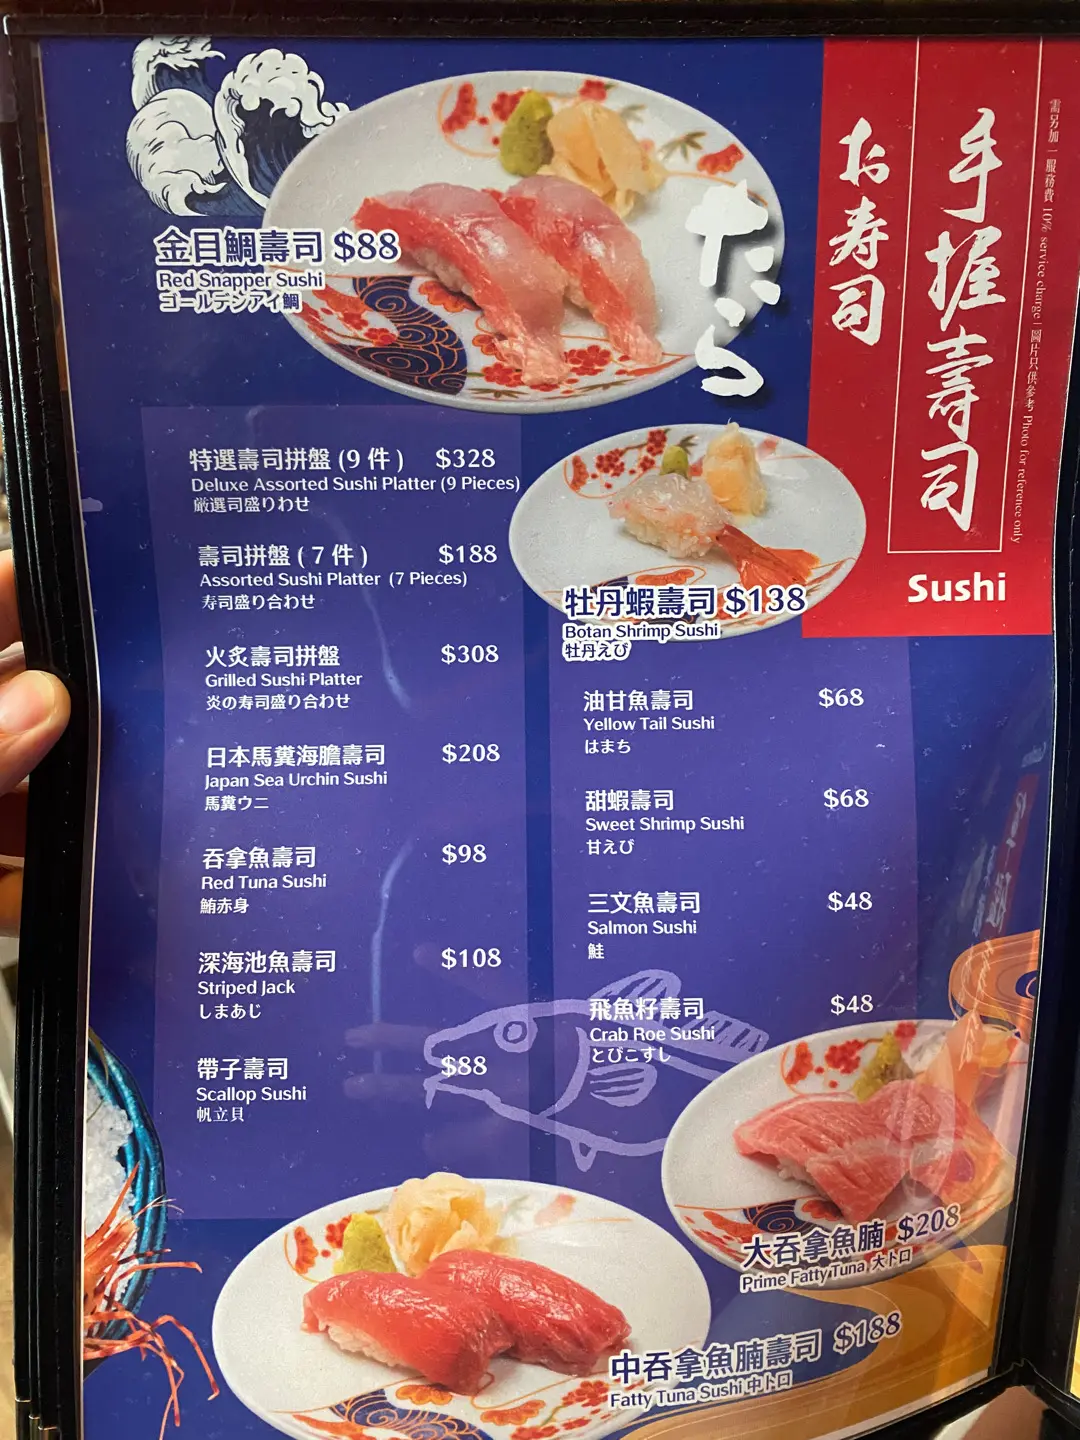 手握壽司
お寿司
Sushi
需另加一服務費 10% service charge | 圖片只供參考 Photo for reference only
たら
金目鯛壽司 $88
Red Snapper Sushi
ゴールデンアイ鯛
特選壽司拼盤 (9 件) $328
Deluxe Assorted Sushi Platter (9 Pieces)
厳選司盛りわせ
壽司拼盤 (7 件) $188
Assorted Sushi Platter (7 Pieces)
寿司盛り合わせ
火炙壽司拼盤 $308
Grilled Sushi Platter
炎の寿司盛り合わせ
日本馬糞海膽壽司 $208
Japan Sea Urchin Sushi
馬糞ウニ
吞拿魚壽司 $98
Red Tuna Sushi
鮪赤身
深海池魚壽司 $108
Striped Jack
しまあじ
帶子壽司 $88
Scallop Sushi
帆立貝
牡丹蝦壽司 $138
Botan Shrimp Sushi
牡丹えび
油甘魚壽司 $68
Yellow Tail Sushi
はまち
甜蝦壽司 $68
Sweet Shrimp Sushi
甘えび
三文魚壽司 $48
Salmon Sushi
鮭
飛魚籽壽司 $48
Crab Roe Sushi
とびこすし
大吞拿魚腩 $208
Prime Fatty Tuna 大トロ
中吞拿魚腩壽司 $188
Fatty Tuna Sushi 中トロ